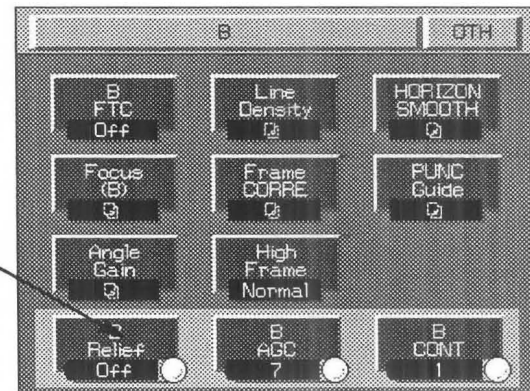 B
OTH
B
FTC
Off
Line
Density
HORIZON
SMOOTH
Focus
(B)
Frame
CORRE
PUNC
Guide
Angle
Gain
High
Frame
Normal
Relief
Off
B
AGC
7
B
CONT
1